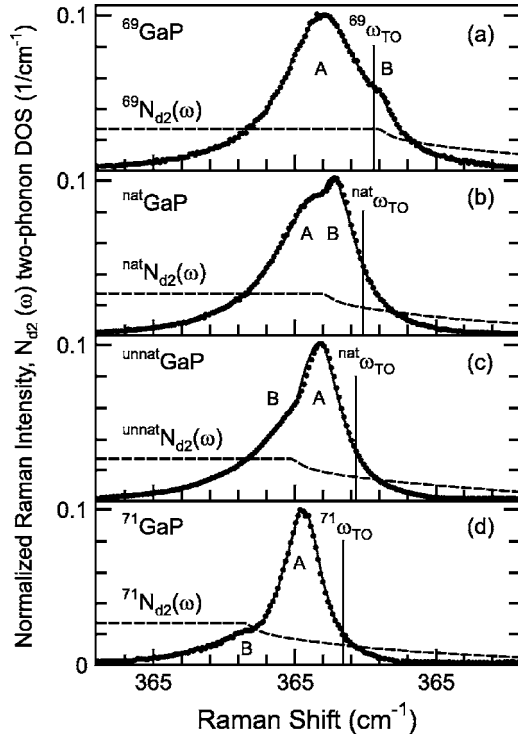 Normalized Raman Intensity, N_d2 (ω) two-phonon DOS (1/cm⁻¹)
0.1
⁶⁹GaP
⁶⁹ω_TO
(a)
A
B
⁶⁹N_d2(ω)
0.1
ⁿᵃᵗGaP
ⁿᵃᵗω_TO
(b)
A B
ⁿᵃᵗN_d2(ω)
0.1
ᵘⁿⁿᵃᵗGaP
ⁿᵃᵗω_TO
(c)
B A
ᵘⁿⁿᵃᵗN_d2(ω)
0.1
⁷¹GaP
⁷¹ω_TO
(d)
A
⁷¹N_d2(ω)
B
0
365 365 365
Raman Shift (cm⁻¹)